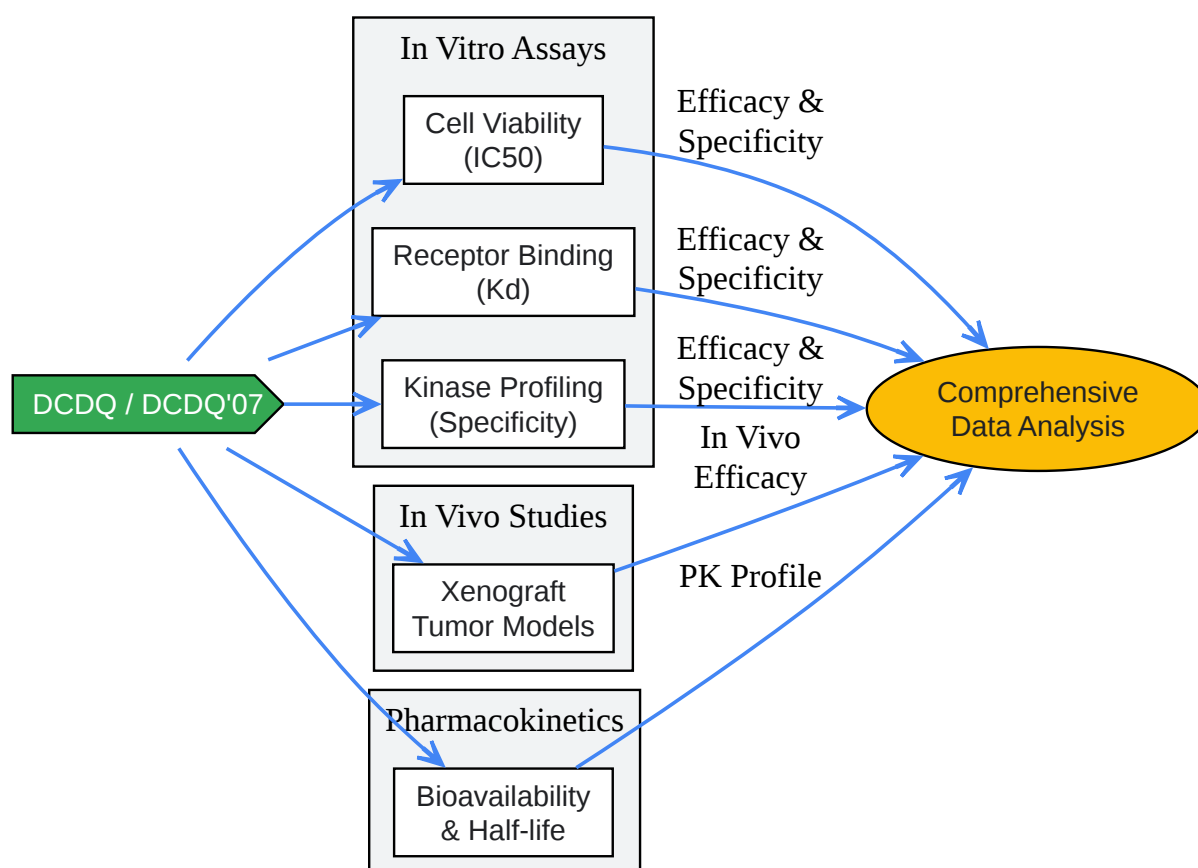 In Vitro Assays
Cell Viability
(IC50)
Efficacy &
Specificity
Receptor Binding
(Kd)
Efficacy &
Specificity
Kinase Profiling
(Specificity)
Efficacy &
Specificity
DCDQ / DCDQ'07
Comprehensive
Data Analysis
In Vivo
Efficacy
In Vivo Studies
Xenograft
Tumor Models
PK Profile
Pharmacokinetics
Bioavailability
& Half-life